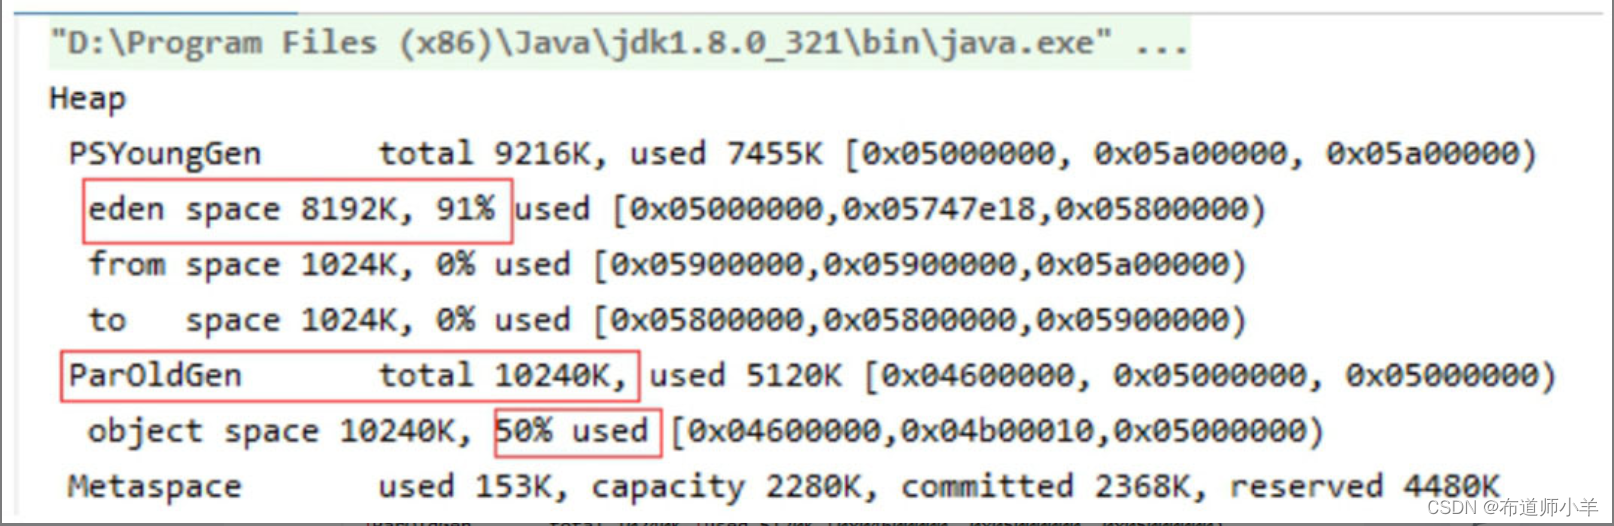 "D:\Program Files (x86)\Java\jdk1.8.0_321\bin\java.exe" ...
Heap
PSYoungGen total 9216K, used 7455K [0x05000000, 0x05a00000, 0x05a00000)
eden space 8192K, 91% used [0x05000000,0x05747e18,0x05800000)
from space 1024K, 0% used [0x05900000,0x05900000,0x05a00000)
to space 1024K, 0% used [0x05800000,0x05800000,0x05900000)
ParOldGen total 10240K, used 5120K [0x04600000, 0x05000000, 0x05000000)
object space 10240K, 50% used [0x04600000,0x04b00010,0x05000000)
Metaspace used 153K, capacity 2280K, committed 2368K, reserved 4480K
CSDN @布道师小羊